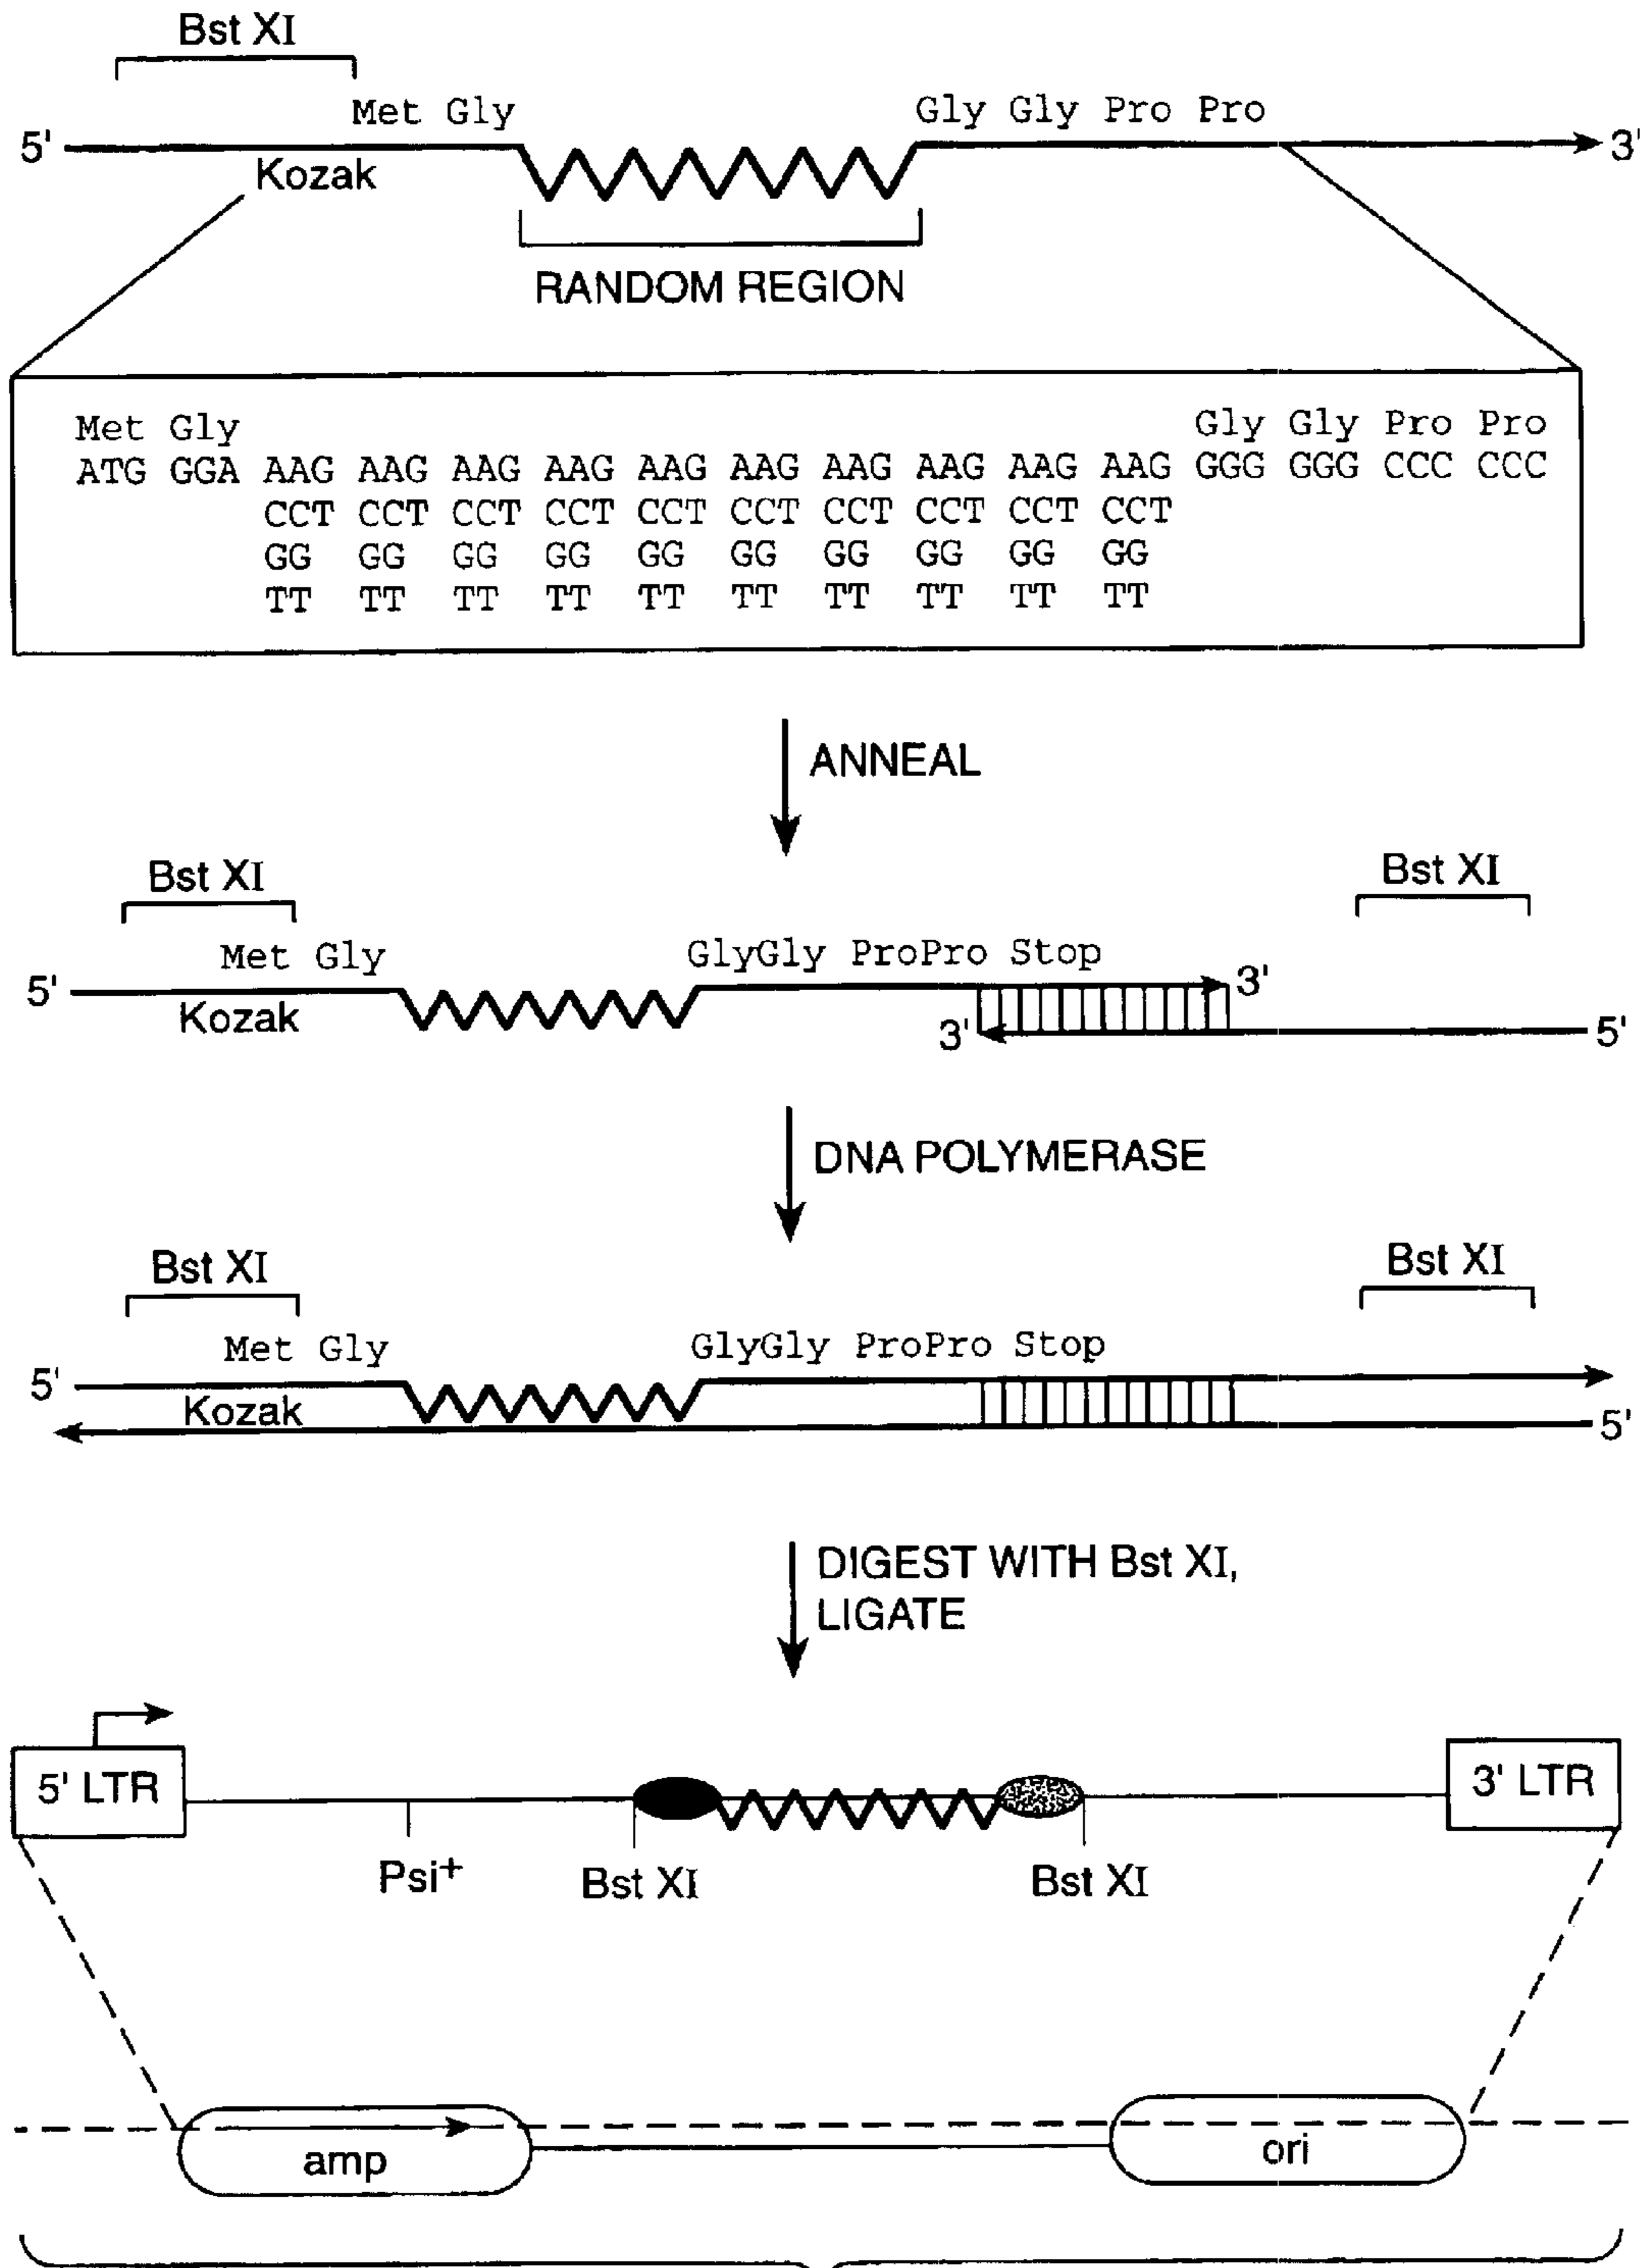 Bst XI
Met Gly Gly Gly Pro Pro
5' 3'
Kozak
RANDOM REGION
Met Gly Gly Gly Pro Pro
ATG GGA AAG AAG AAG AAG AAG AAG AAG AAG AAG AAG GGG GGG CCC CCC
CCT CCT CCT CCT CCT CCT CCT CCT CCT CCT
GG GG GG GG GG GG GG GG GG GG
TT TT TT TT TT TT TT TT TT TT
ANNEAL
Bst XI Bst XI
Met Gly GlyGly ProPro Stop
5' 3'
Kozak 3' 5'
DNA POLYMERASE
Bst XI Bst XI
Met Gly GlyGly ProPro Stop
5'
Kozak 5'
DIGEST WITH Bst XI,
LIGATE
5' LTR 3' LTR
Psi+ Bst XI Bst XI
amp ori